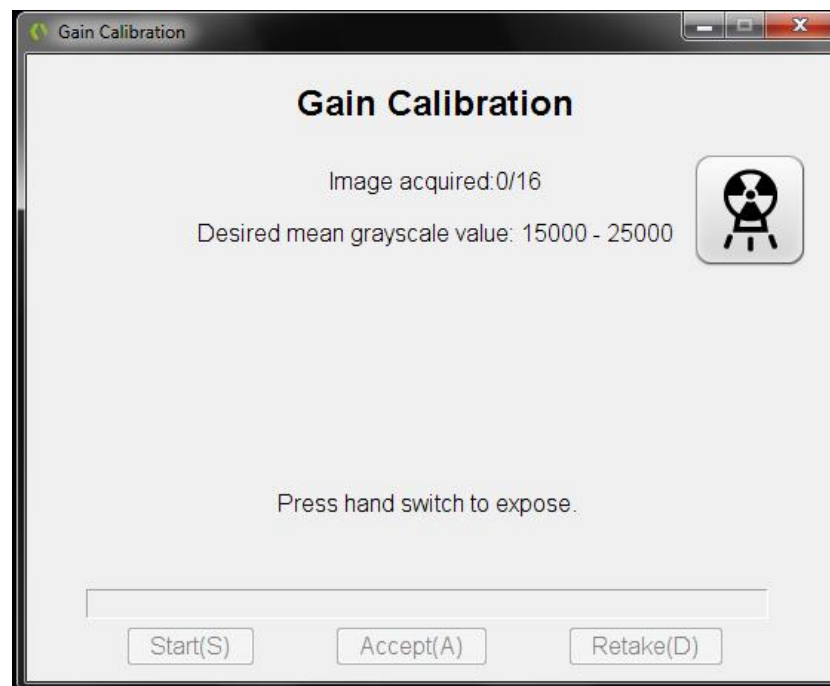 Gain Calibration
Gain Calibration
Image acquired:0/16
Desired mean grayscale value: 15000 - 25000
Press hand switch to expose.
Start(S) Accept(A) Retake(D)